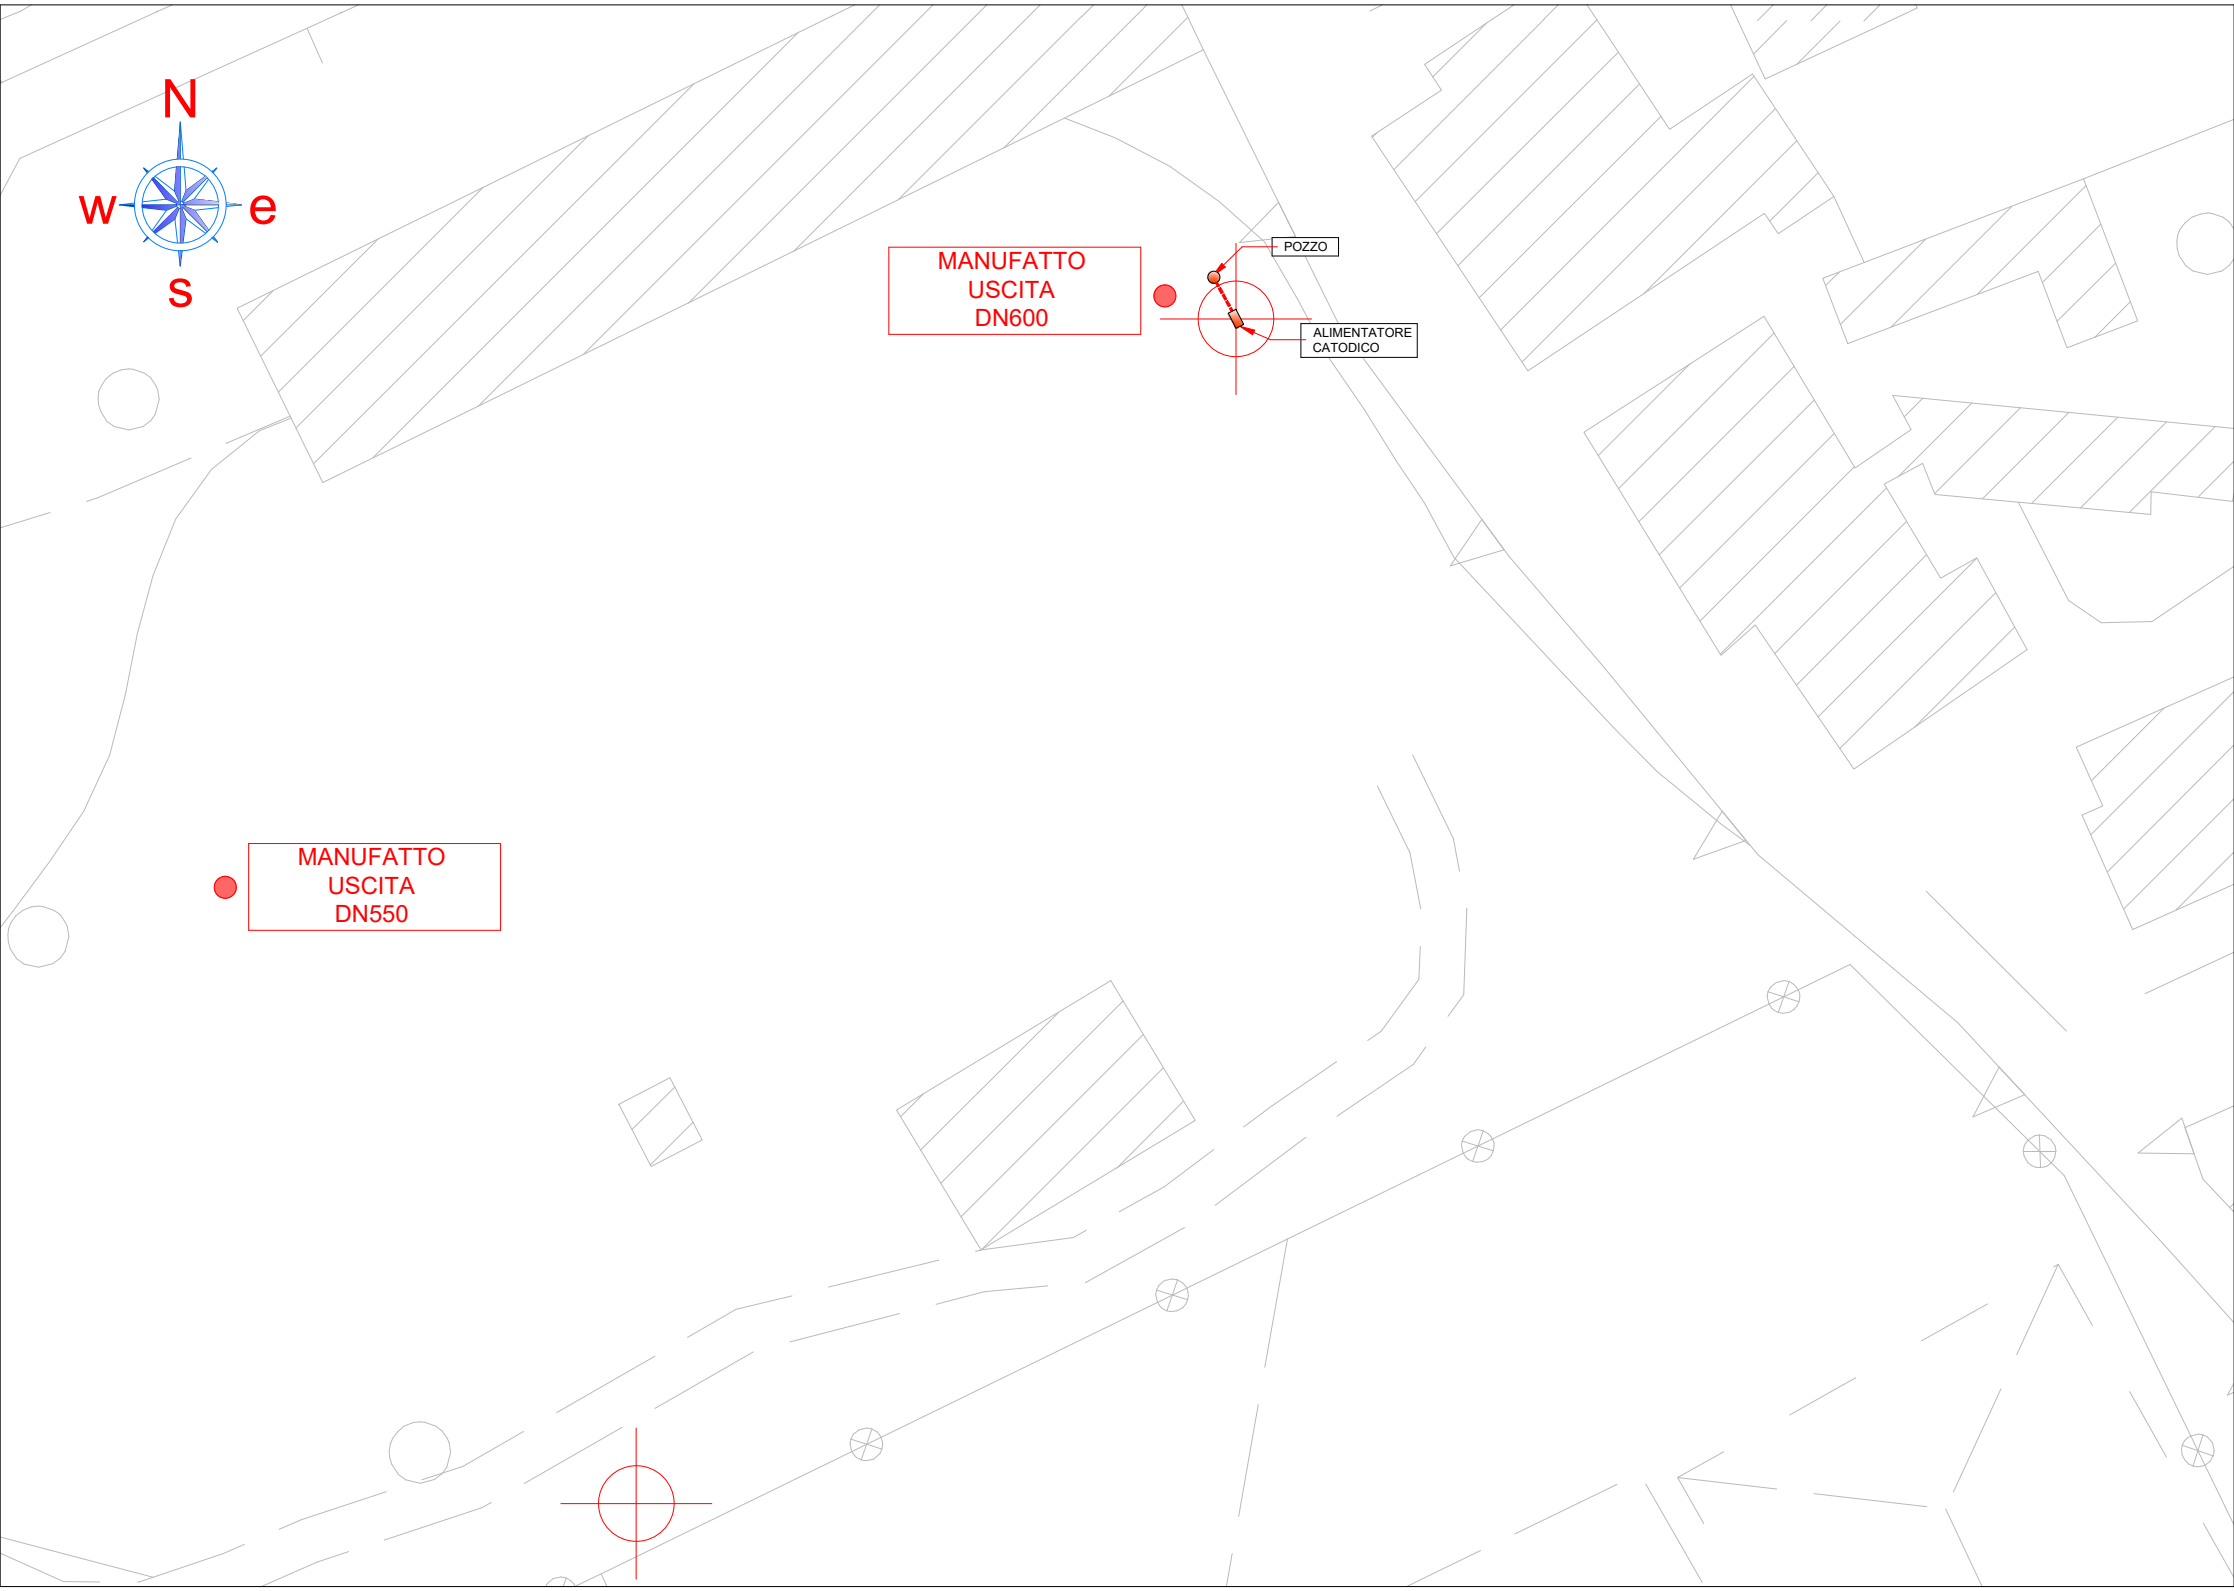 N
w
e
s
MANUFATTO
USCITA
DN600
POZZO
ALIMENTATORE
CATODICO
MANUFATTO
USCITA
DN550